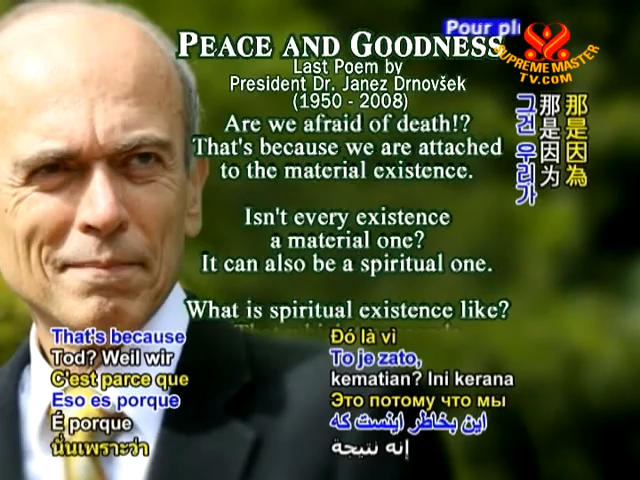 Pour pl
SUPREME MASTER
TV.COM
PEACE AND GOODNESS
Last Poem by
President Dr. Janez Drnovšek
(1950 - 2008)
Are we afraid of death!?
That's because we are attached
to the material existence.
Isn't every existence
a material one?
It can also be a spiritual one.
What is spiritual existence like?
那是因為
那是因为
그건 우리가
That's because
Tod? Weil wir
C'est parce que
Eso es porque
É porque
นั่นเพราะว่า
Đó là vì
To je zato,
kematian? Ini kerana
Это потому что мы
این بخاطر اینست که
إنه نتيجة